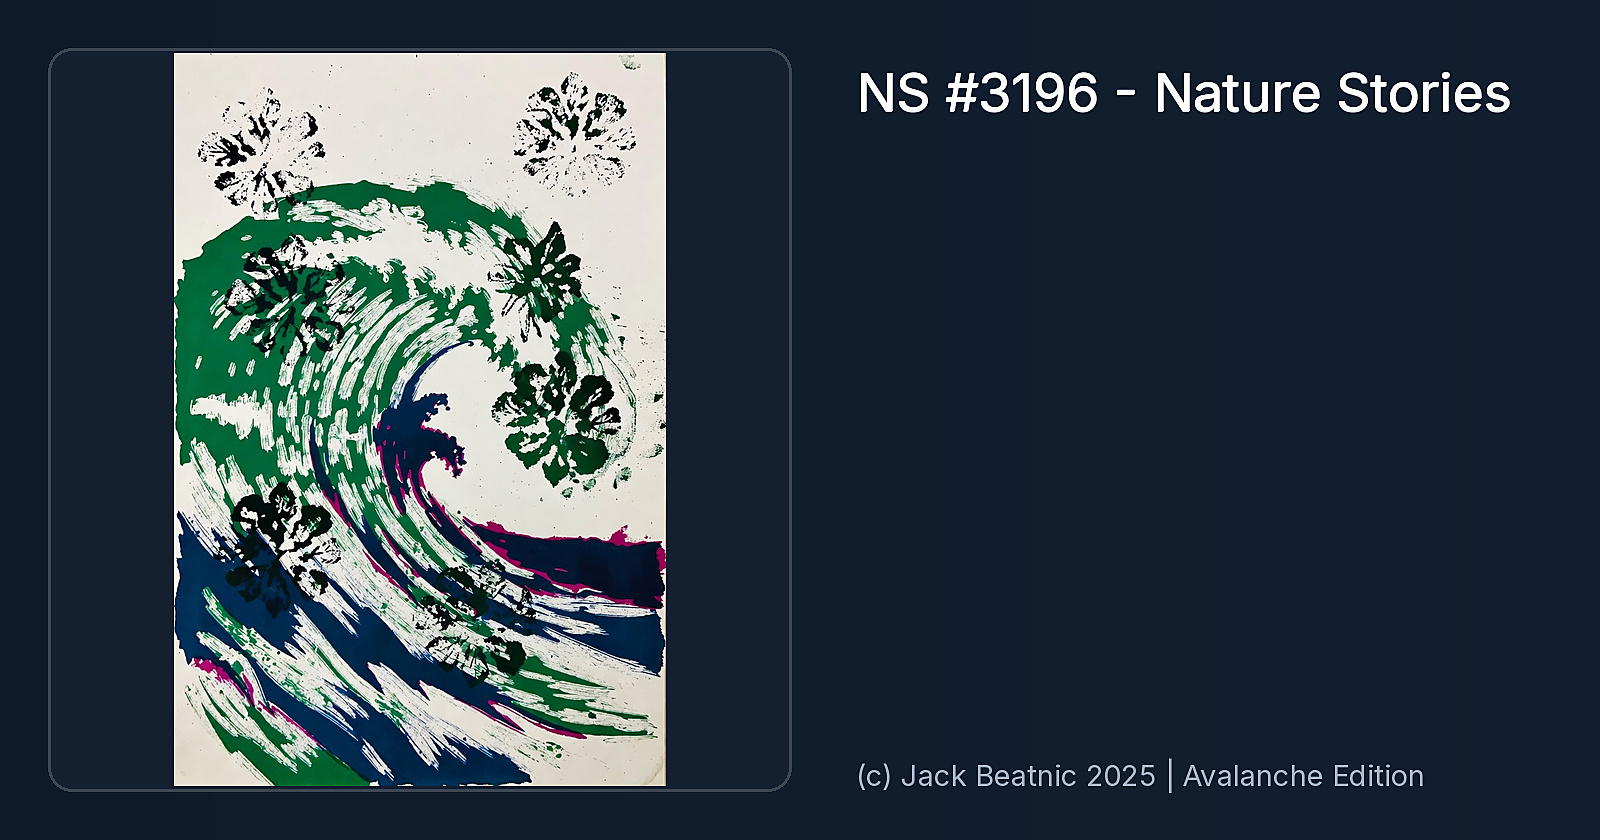 NS #3196 - Nature Stories
(c) Jack Beatnic 2025 | Avalanche Edition